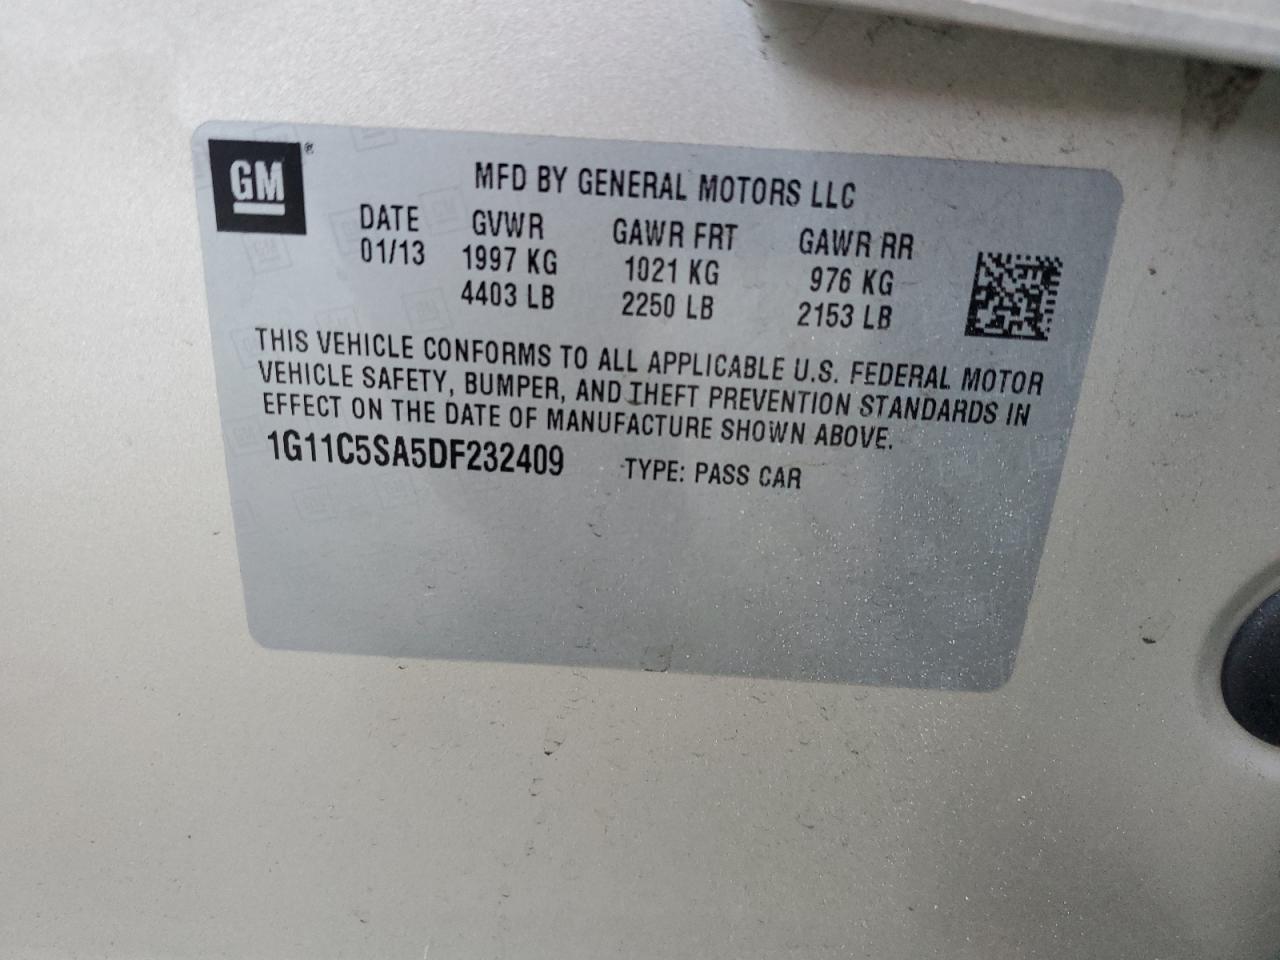 GM®
MFD BY GENERAL MOTORS LLC
DATE GVWR GAWR FRT GAWR RR
01/13 1997 KG 1021 KG 976 KG
4403 LB 2250 LB 2153 LB
THIS VEHICLE CONFORMS TO ALL APPLICABLE U.S. FEDERAL MOTOR
VEHICLE SAFETY, BUMPER, AND THEFT PREVENTION STANDARDS IN
EFFECT ON THE DATE OF MANUFACTURE SHOWN ABOVE.
1G11C5SA5DF232409 TYPE: PASS CAR